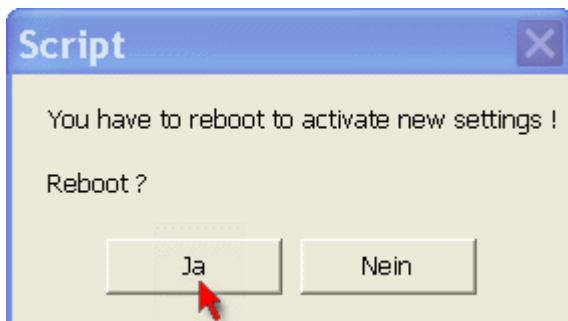 Script
You have to reboot to activate new settings !
Reboot ?
Ja
Nein